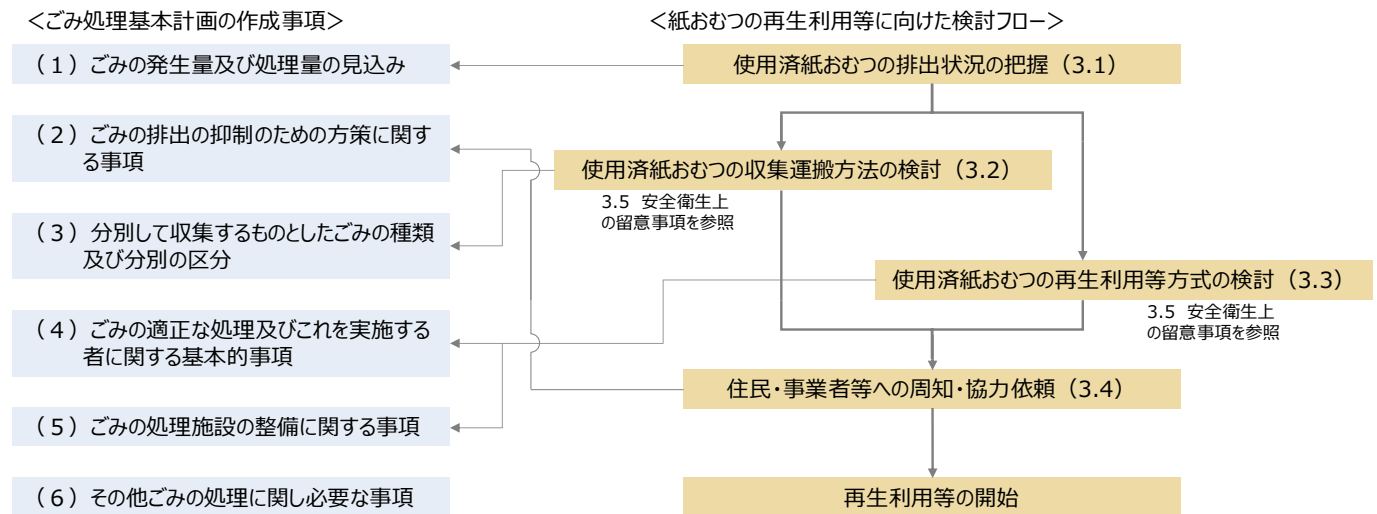 ＜ごみ処理基本計画の作成事項＞
（１）ごみの発生量及び処理量の見込み
（２）ごみの排出の抑制のための方策に関す
る事項
（３）分別して収集するものとしたごみの種類
及び分別の区分
（４）ごみの適正な処理及びこれを実施する
者に関する基本的事項
（５）ごみの処理施設の整備に関する事項
（６）その他ごみの処理に関し必要な事項
＜紙おむつの再生利用等に向けた検討フロー＞
使用済紙おむつの排出状況の把握（3.1）
使用済紙おむつの収集運搬方法の検討（3.2）
3.5 安全衛生上
の留意事項を参照
使用済紙おむつの再生利用等方式の検討（3.3）
3.5 安全衛生上
の留意事項を参照
住民・事業者等への周知・協力依頼（3.4）
再生利用等の開始